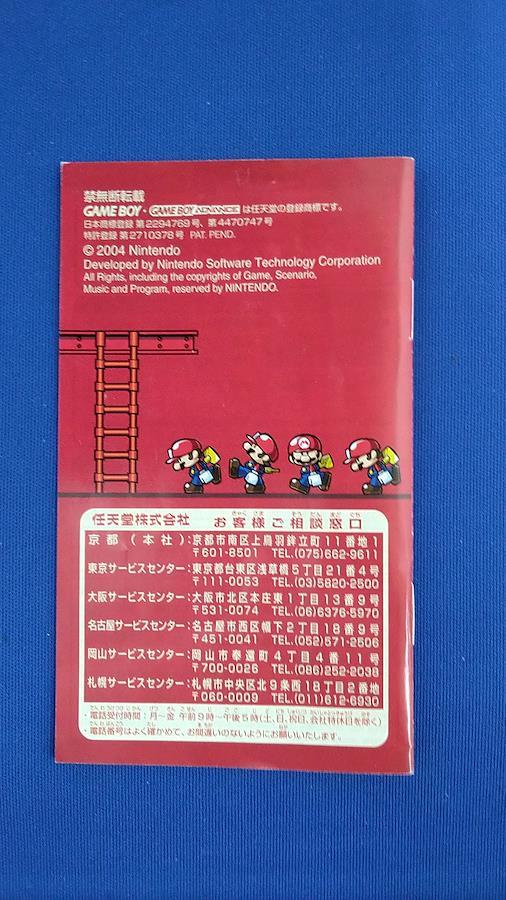 禁無断転載
GAME BOY・GAME BOY ADVANCE は任天堂の登録商標です。
日本商標登録 第2294769号、第4470747号
特許登録 第2710378号 PAT. PEND.
© 2004 Nintendo
Developed by Nintendo Software Technology Corporation
All Rights, including the copyrights of Game, Scenario,
Music and Program, reserved by NINTENDO.
任天堂株式会社 お客様ご相談窓口
京都(本社):京都市南区上鳥羽鉾立町11番地1
〒601-8501 TEL.(075)662-9611
東京サービスセンター:東京都台東区浅草橋5丁目21番4号
〒111-0053 TEL.(03)5820-2500
大阪サービスセンター:大阪市北区本庄東1丁目13番9号
〒531-0074 TEL.(06)6376-5970
名古屋サービスセンター:名古屋市西区幅下2丁目18番9号
〒451-0041 TEL.(052)571-2506
岡山サービスセンター:岡山市奉還町4丁目4番11号
〒700-0026 TEL.(086)252-2038
札幌サービスセンター:札幌市中央区北9条西18丁目2番地
〒060-0009 TEL.(011)612-6930
・電話受付時間:月～金 午前9時～午後5時(土、日、祝日、会社特休日を除く)
・電話番号はよく確かめて、お間違いのないようにお願いいたします。